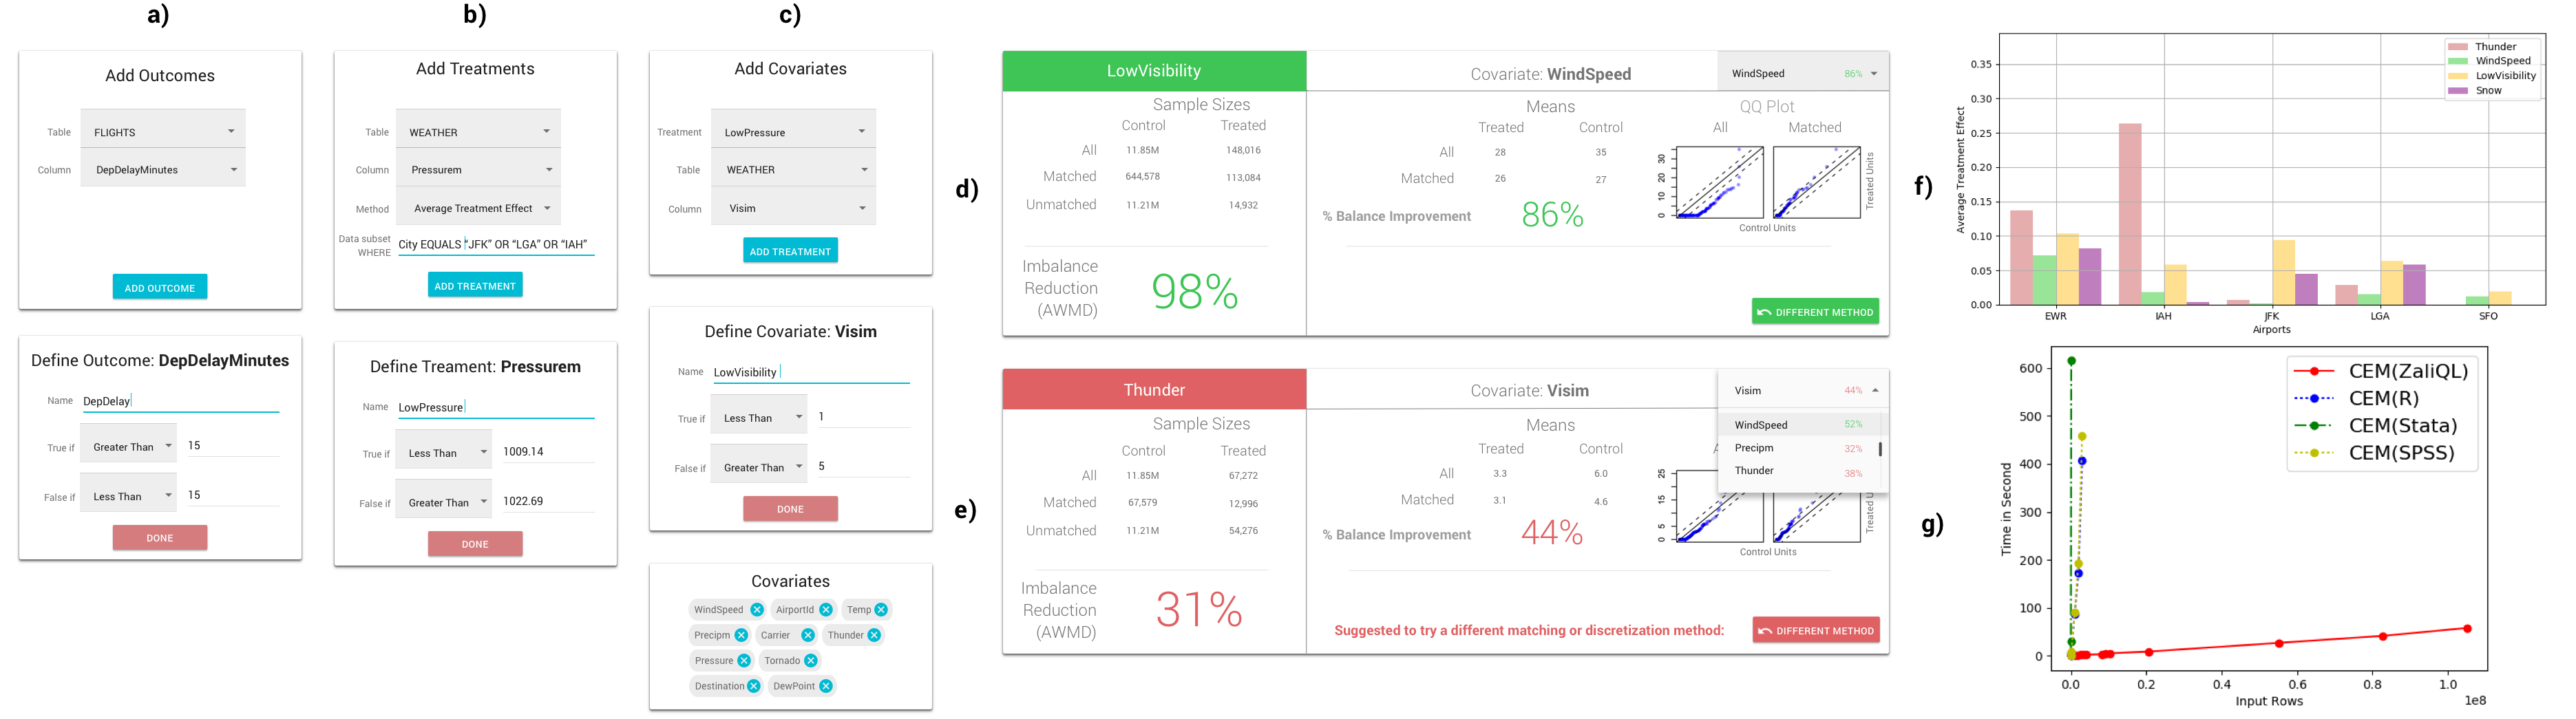 a)
Add Outcomes
Table FLIGHTS
Column DepDelayMinutes
ADD OUTCOME
Define Outcome: DepDelayMinutes
Name DepDelay
True if Greater Than 15
False if Less Than 15
DONE
b)
Add Treatments
Table WEATHER
Column Pressurem
Method Average Treatment Effect
Data subset
WHERE City EQUALS “JFK” OR “LGA” OR “IAH”
ADD TREATMENT
Define Treament: Pressurem
Name LowPressure
True if Less Than 1009.14
False if Greater Than 1022.69
DONE
c)
Add Covariates
Treatment LowPressure
Table WEATHER
Column Visim
ADD TREATMENT
Define Covariate: Visim
Name LowVisibility
True if Less Than 1
False if Greater Than 5
DONE
Covariates
WindSpeed AirportId Temp
Precipm Carrier Thunder
Pressure Tornado
Destination DewPoint
d)
LowVisibility
Sample Sizes
Control Treated
All 11.85M 148,016
Matched 644,578 113,084
Unmatched 11.21M 14,932
Imbalance
Reduction
(AWMD)
98%
Covariate: WindSpeed
WindSpeed 86%
Means
Treated Control
All 28 35
Matched 26 27
% Balance Improvement 86%
QQ Plot
All Matched
0 10 20 30
Treated Units
Control Units
DIFFERENT METHOD
e)
Thunder
Sample Sizes
Control Treated
All 11.85M 67,272
Matched 67,579 12,996
Unmatched 11.21M 54,276
Imbalance
Reduction
(AWMD)
31%
Covariate: Visim
Visim 44%
WindSpeed 52%
Precipm 32%
Thunder 38%
Means
Treated Control
All 3.3 6.0
Matched 3.1 4.6
% Balance Improvement 44%
0 5 15 25
Treated U
Control Units
Suggested to try a different matching or discretization method:
DIFFERENT METHOD
f)
Thunder
WindSpeed
LowVisibility
Snow
Average Treatment Effect
0.35
0.30
0.25
0.20
0.15
0.10
0.05
0.00
EWR IAH JFK LGA SFO
Airports
g)
CEM(ZaliQL)
CEM(R)
CEM(Stata)
CEM(SPSS)
Time in Second
600
500
400
300
200
100
0
0.0 0.2 0.4 0.6 0.8 1.0
1e8
Input Rows